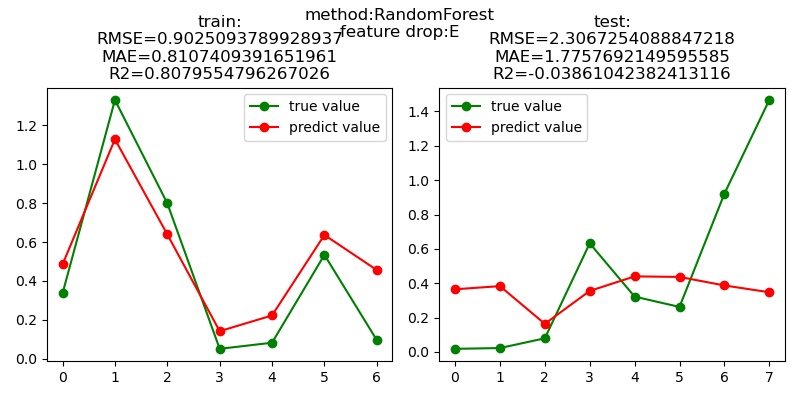 method:RandomForest
feature drop:E
train:
RMSE=0.9025093789928937
MAE=0.8107409391651961
R2=0.8079554796267026
true value
predict value
1.2
1.0
0.8
0.6
0.4
0.2
0.0
0 1 2 3 4 5 6
test:
RMSE=2.3067254088847218
MAE=1.7757692149595585
R2=-0.03861042382413116
true value
predict value
1.4
1.2
1.0
0.8
0.6
0.4
0.2
0.0
0 1 2 3 4 5 6 7